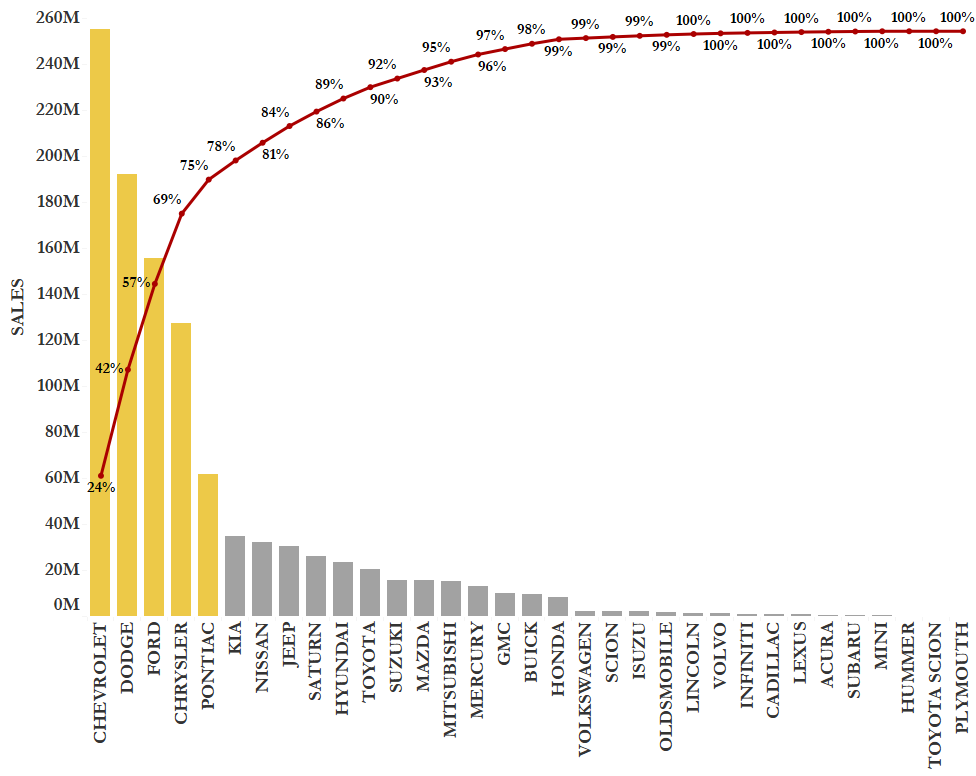 260M
240M
220M
200M
180M
160M
140M
120M
100M
80M
60M
40M
20M
0M
SALES
24%
42%
57%
69%
75%
78%
81%
84%
86%
89%
90%
92%
93%
95%
96%
97%
98%
99%
99%
99%
99%
99%
100%
100%
100%
100%
100%
100%
100%
100%
100%
100%
100%
CHEVROLET
DODGE
FORD
CHRYSLER
PONTIAC
KIA
NISSAN
JEEP
SATURN
HYUNDAI
TOYOTA
SUZUKI
MAZDA
MITSUBISHI
MERCURY
GMC
BUICK
HONDA
VOLKSWAGEN
SCION
ISUZU
OLDSMOBILE
LINCOLN
VOLVO
INFINITI
CADILLAC
LEXUS
ACURA
SUBARU
MINI
HUMMER
TOYOTA SCION
PLYMOUTH